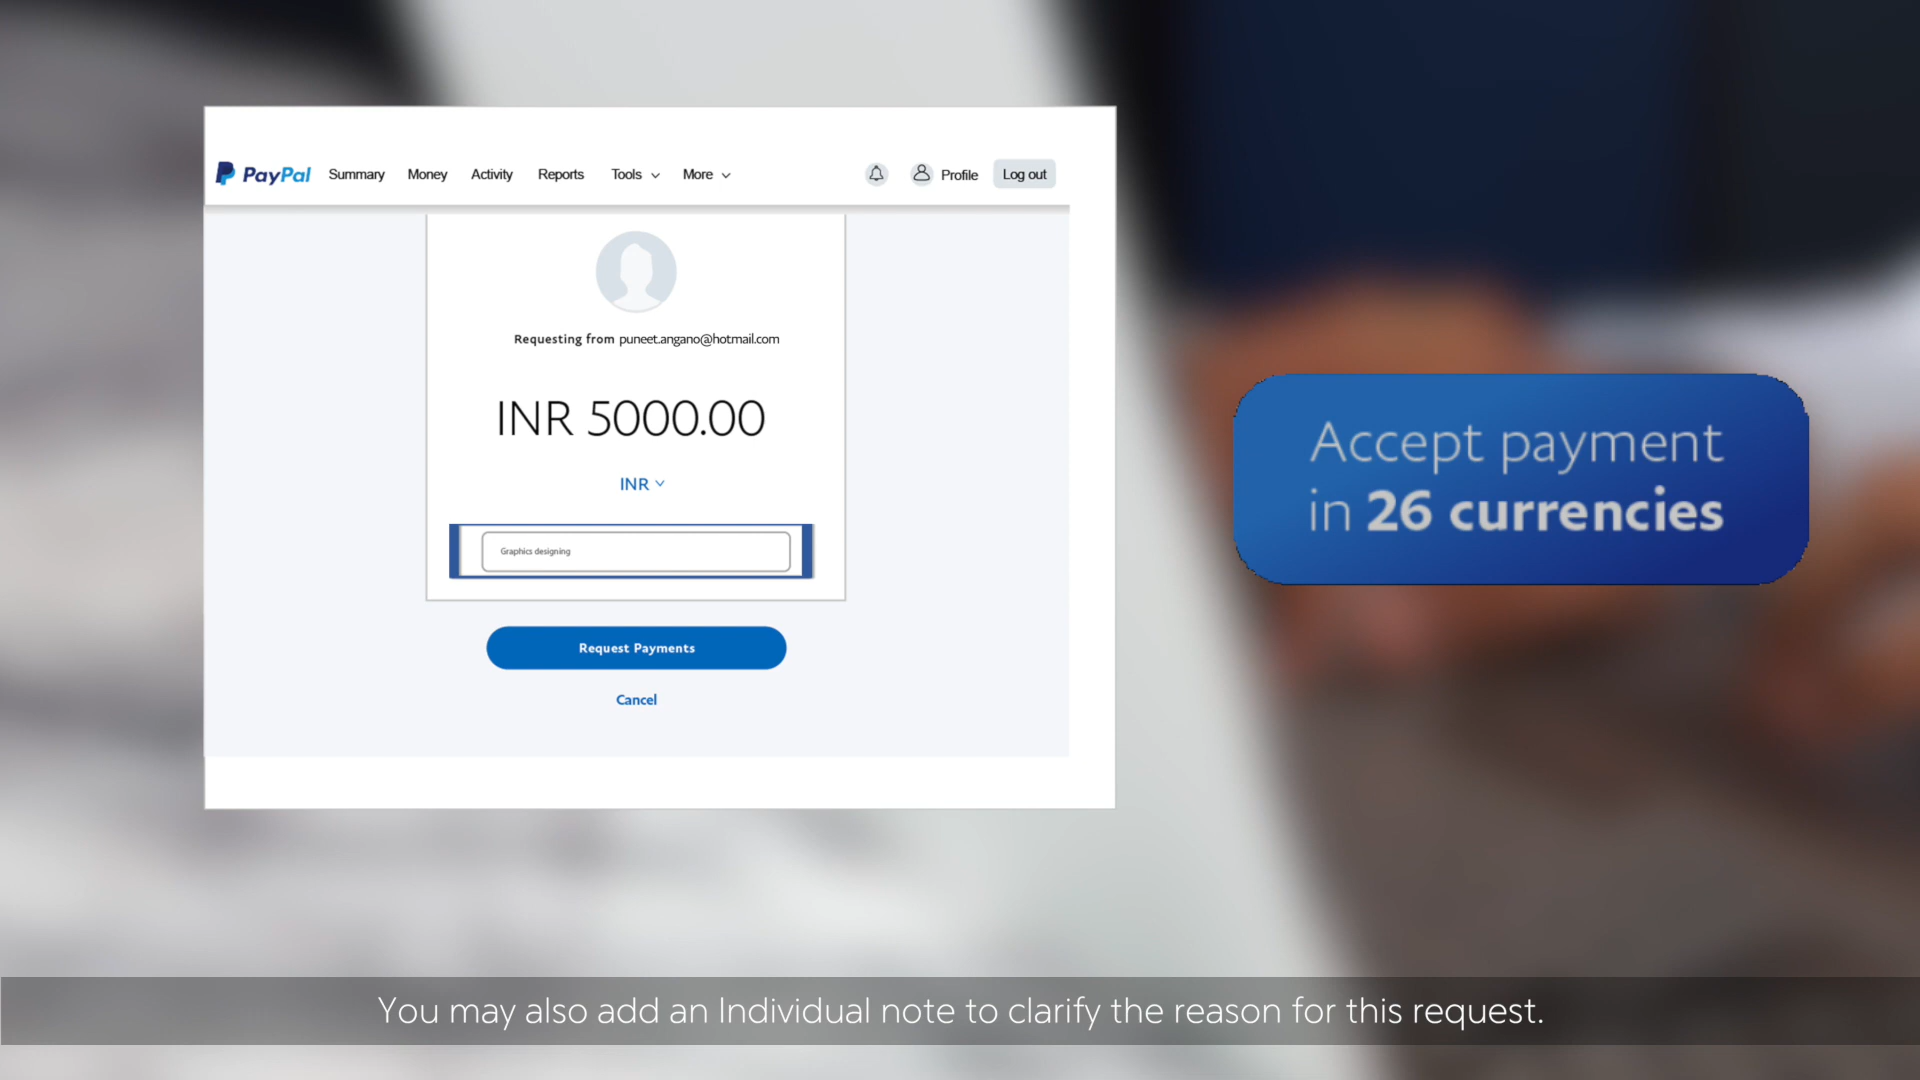 PayPal Summary Money Activity Reports Tools More Profile Log out
Requesting from puneet.angano@hotmail.com
INR 5000.00
INR
Graphics designing
Request Payments
Cancel
Accept payment
in 26 currencies
You may also add an Individual note to clarify the reason for this request.